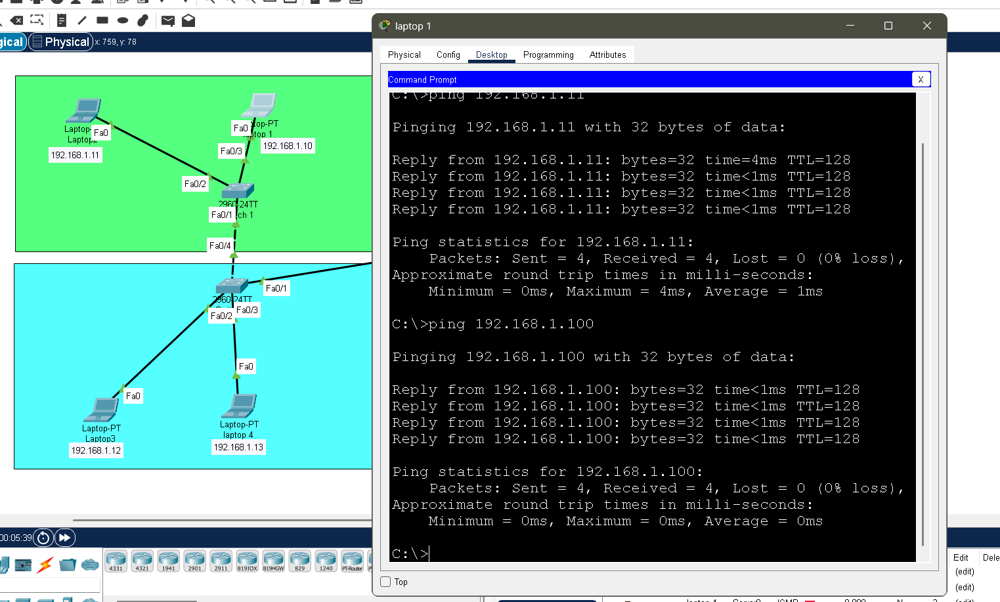 Physical
x: 759, y: 78
Laptop-
Laptop2
Fa0
192.168.1.11
Fa0
top-PT
laptop 1
192.168.1.10
Fa0/3
Fa0/2
2960-24TT
Fa0/1
ch 1
Fa0/4
Fa0/1
2960-24TT
Fa0/3
Fa0/2
Fa0
Fa0
Laptop-PT
Laptop3
192.168.1.12
Laptop-PT
laptop 4
192.168.1.13
00:05:39
4331
4321
1941
2901
2911
819IOX
819HGW
829
1240
PT-Router
laptop 1
Physical
Config
Desktop
Programming
Attributes
Command Prompt
X
C:\>ping 192.168.1.11
Pinging 192.168.1.11 with 32 bytes of data:
Reply from 192.168.1.11: bytes=32 time=4ms TTL=128
Reply from 192.168.1.11: bytes=32 time<1ms TTL=128
Reply from 192.168.1.11: bytes=32 time<1ms TTL=128
Reply from 192.168.1.11: bytes=32 time<1ms TTL=128
Ping statistics for 192.168.1.11:
Packets: Sent = 4, Received = 4, Lost = 0 (0% loss),
Approximate round trip times in milli-seconds:
Minimum = 0ms, Maximum = 4ms, Average = 1ms
C:\>ping 192.168.1.100
Pinging 192.168.1.100 with 32 bytes of data:
Reply from 192.168.1.100: bytes=32 time<1ms TTL=128
Reply from 192.168.1.100: bytes=32 time<1ms TTL=128
Reply from 192.168.1.100: bytes=32 time<1ms TTL=128
Reply from 192.168.1.100: bytes=32 time<1ms TTL=128
Ping statistics for 192.168.1.100:
Packets: Sent = 4, Received = 4, Lost = 0 (0% loss),
Approximate round trip times in milli-seconds:
Minimum = 0ms, Maximum = 0ms, Average = 0ms
C:\>
Top
Edit
(edit)
(edit)